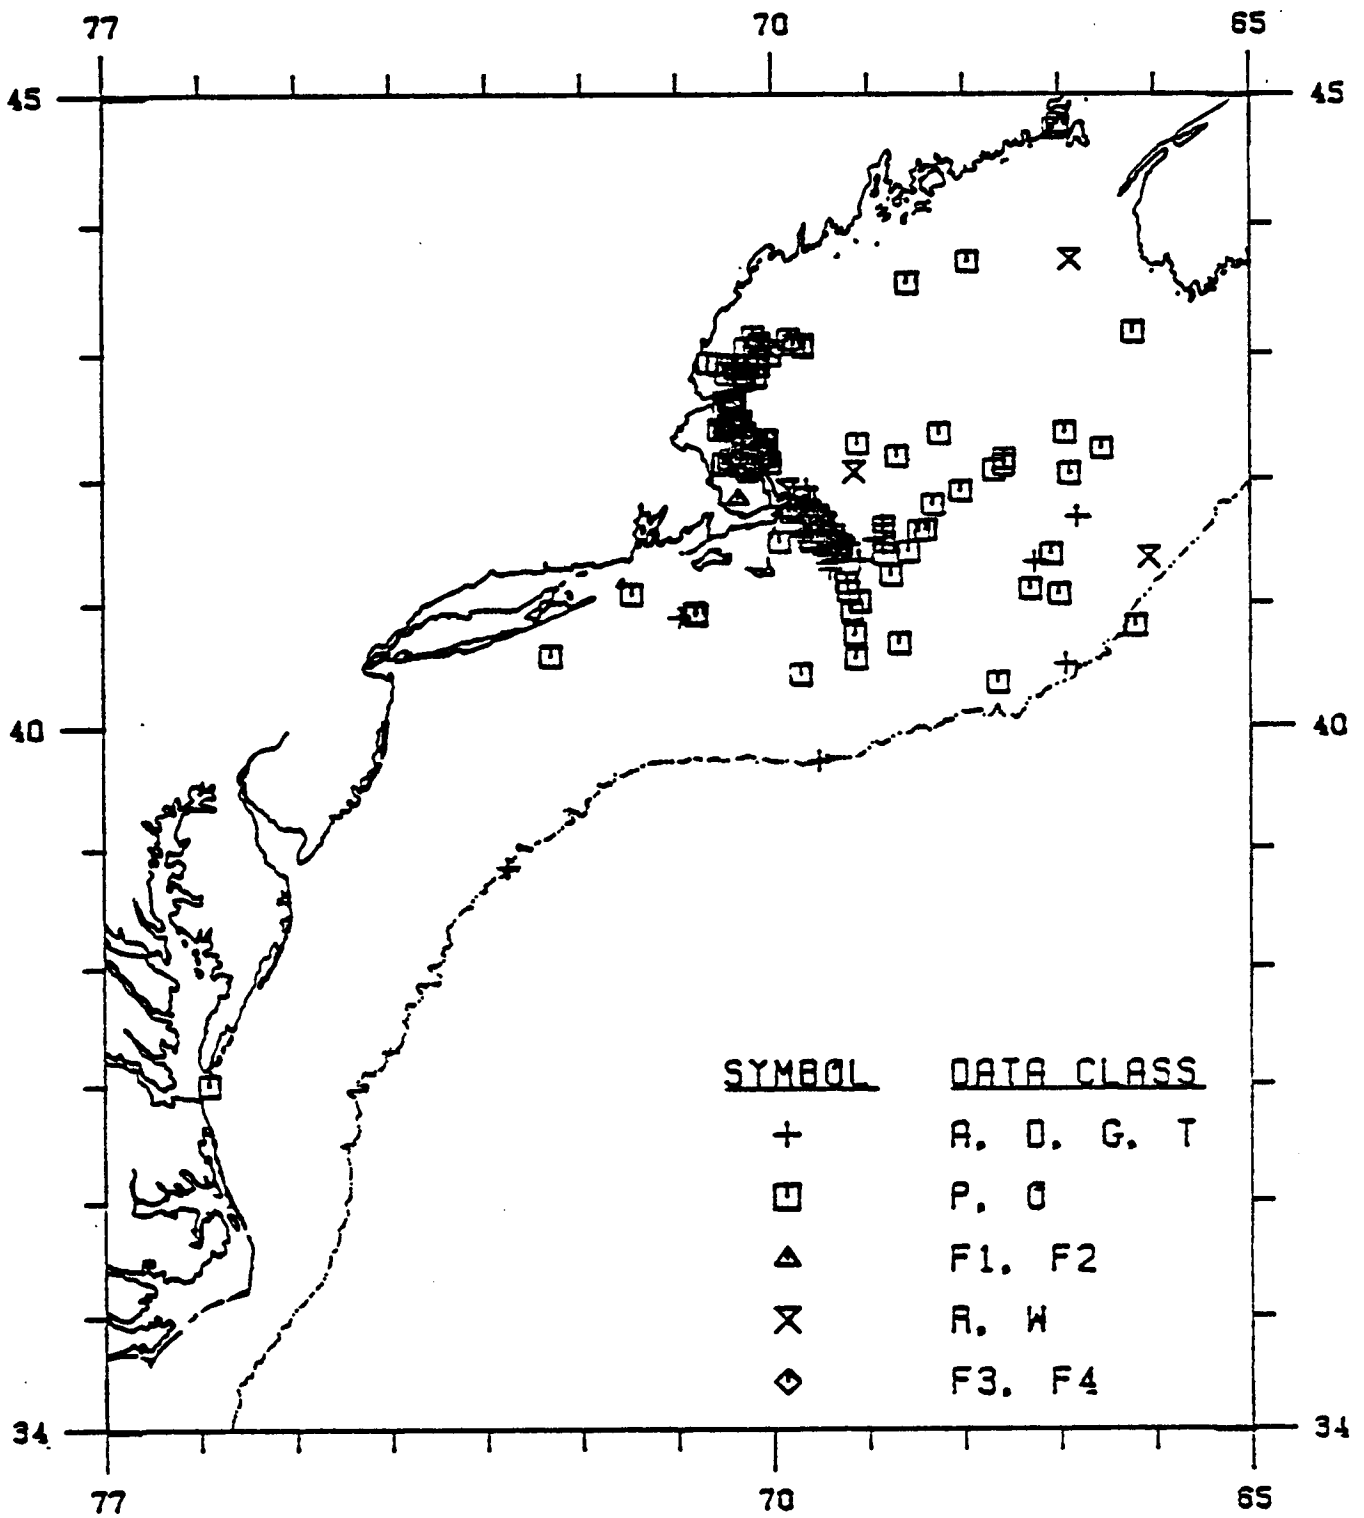 77 70 65
45 45
40 40
SYMBOL DATA CLASS
A. D. G. T
P. O
F1. F2
R. W
F3. F4
34 34
77 70 65